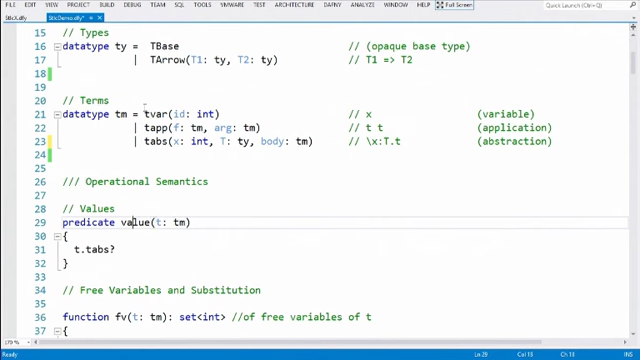 FILE EDIT VIEW PROJECT BUILD DEBUG TEAM SQL TOOLS VMWARE TEST ARCHITECTURE ANALYZE WINDOW HELP Full Screen Quick Launch (Ctrl+Q)
StlcX.dfy StlcDemo.dfy*
15 // Types
16 datatype ty = TBase // (opaque base type)
17 | TArrow(T1: ty, T2: ty) // T1 => T2
18
19
20 // Terms
21 datatype tm = tvar(id: int) // x (variable)
22 | tapp(f: tm, arg: tm) // t t (application)
23 | tabs(x: int, T: ty, body: tm) // \x:T.t (abstraction)
24
25
26 /// Operational Semantics
27
28 // Values
29 predicate value(t: tm)
30 {
31 t.tabs?
32 }
33
34 // Free Variables and Substitution
35
36 function fv(t: tm): set<int> //of free variables of t
37 {
179 %
Ready Ln 29 Col 13 Ch 13 INS